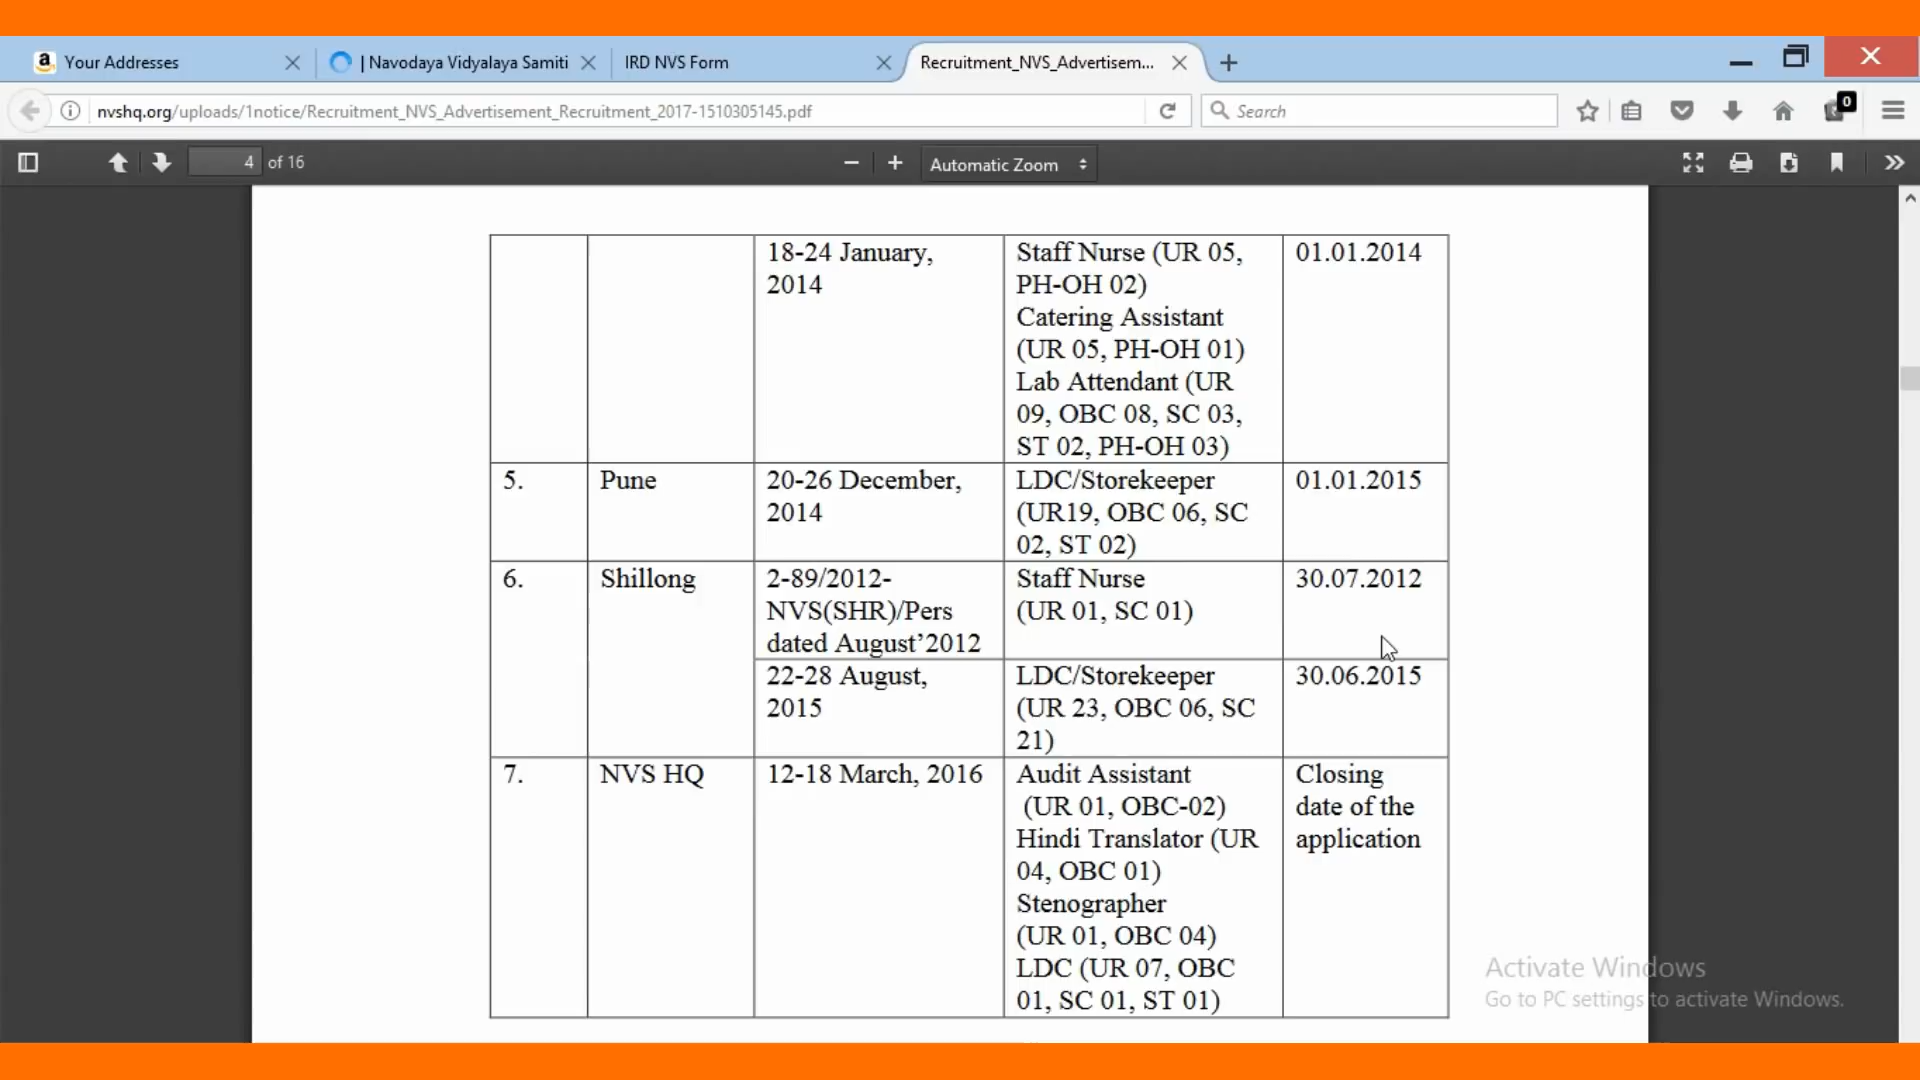 Your Addresses
| Navodaya Vidyalaya Samiti
IRD NVS Form
Recruitment_NVS_Advertisem...
nvshq.org/uploads/1notice/Recruitment_NVS_Advertisement_Recruitment_2017-1510305145.pdf
Search
0
4 of 16
Automatic Zoom
18-24 January,
2014
Staff Nurse (UR 05,
PH-OH 02)
Catering Assistant
(UR 05, PH-OH 01)
Lab Attendant (UR
09, OBC 08, SC 03,
ST 02, PH-OH 03)
01.01.2014
5.
Pune
20-26 December,
2014
LDC/Storekeeper
(UR19, OBC 06, SC
02, ST 02)
01.01.2015
6.
Shillong
2-89/2012-
NVS(SHR)/Pers
dated August’2012
Staff Nurse
(UR 01, SC 01)
30.07.2012
22-28 August,
2015
LDC/Storekeeper
(UR 23, OBC 06, SC
21)
30.06.2015
7.
NVS HQ
12-18 March, 2016
Audit Assistant
(UR 01, OBC-02)
Hindi Translator (UR
04, OBC 01)
Stenographer
(UR 01, OBC 04)
LDC (UR 07, OBC
01, SC 01, ST 01)
Closing
date of the
application
Activate Windows
Go to PC settings to activate Windows.